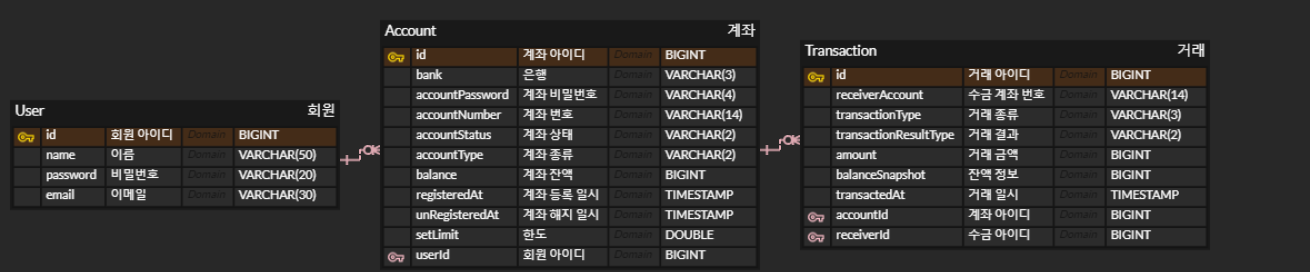 User 회원
id 회원 아이디 Domain BIGINT
name 이름 Domain VARCHAR(50)
password 비밀번호 Domain VARCHAR(20)
email 이메일 Domain VARCHAR(30)
Account 계좌
id 계좌 아이디 Domain BIGINT
bank 은행 Domain VARCHAR(3)
accountPassword 계좌 비밀번호 Domain VARCHAR(4)
accountNumber 계좌 번호 Domain VARCHAR(14)
accountStatus 계좌 상태 Domain VARCHAR(2)
accountType 계좌 종류 Domain VARCHAR(2)
balance 계좌 잔액 Domain BIGINT
registeredAt 계좌 등록 일시 Domain TIMESTAMP
unRegisteredAt 계좌 해지 일시 Domain TIMESTAMP
setLimit 한도 Domain DOUBLE
userId 회원 아이디 Domain BIGINT
Transaction 거래
id 거래 아이디 Domain BIGINT
receiverAccount 수금 계좌 번호 Domain VARCHAR(14)
transactionType 거래 종류 Domain VARCHAR(3)
transactionResultType 거래 결과 Domain VARCHAR(2)
amount 거래 금액 Domain BIGINT
balanceSnapshot 잔액 정보 Domain BIGINT
transactedAt 거래 일시 Domain TIMESTAMP
accountId 계좌 아이디 Domain BIGINT
receiverId 수금 아이디 Domain BIGINT